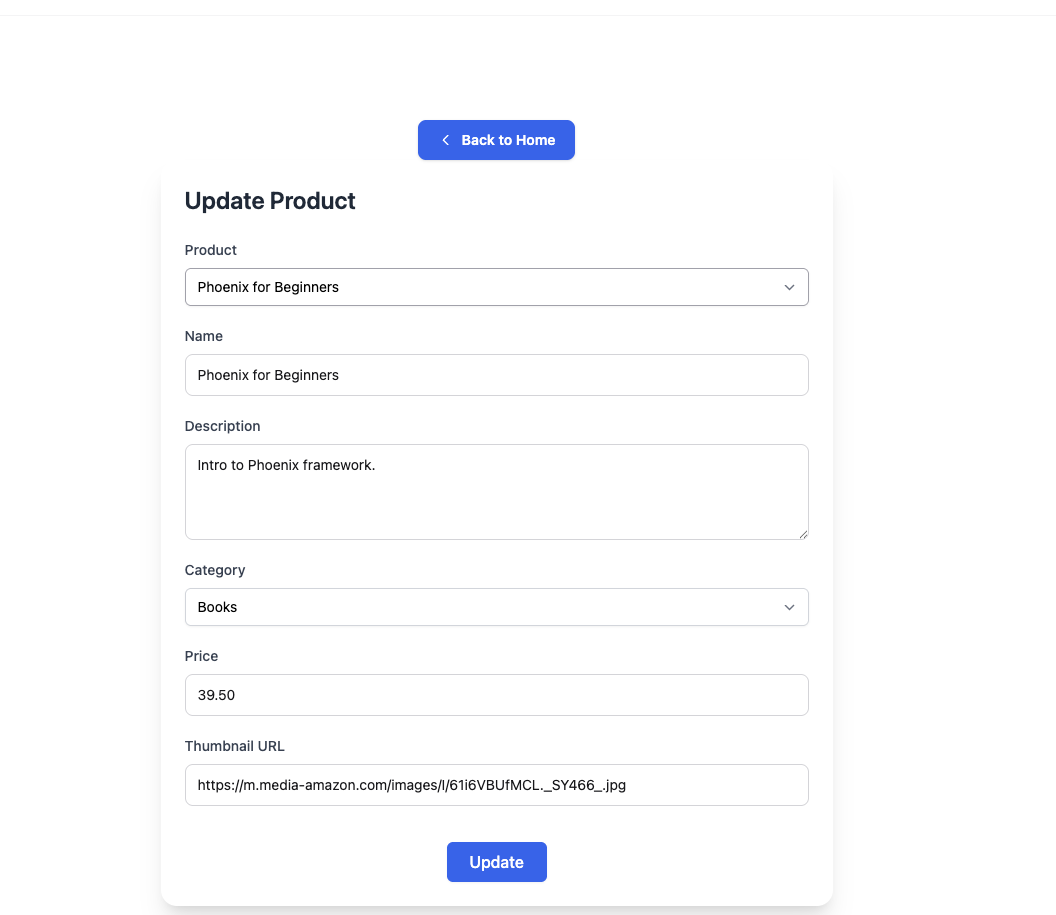 Back to Home
Update Product
Product
Phoenix for Beginners
Name
Phoenix for Beginners
Description
Intro to Phoenix framework.
Category
Books
Price
39.50
Thumbnail URL
https://m.media-amazon.com/images/I/61i6VBUfMCL._SY466_.jpg
Update